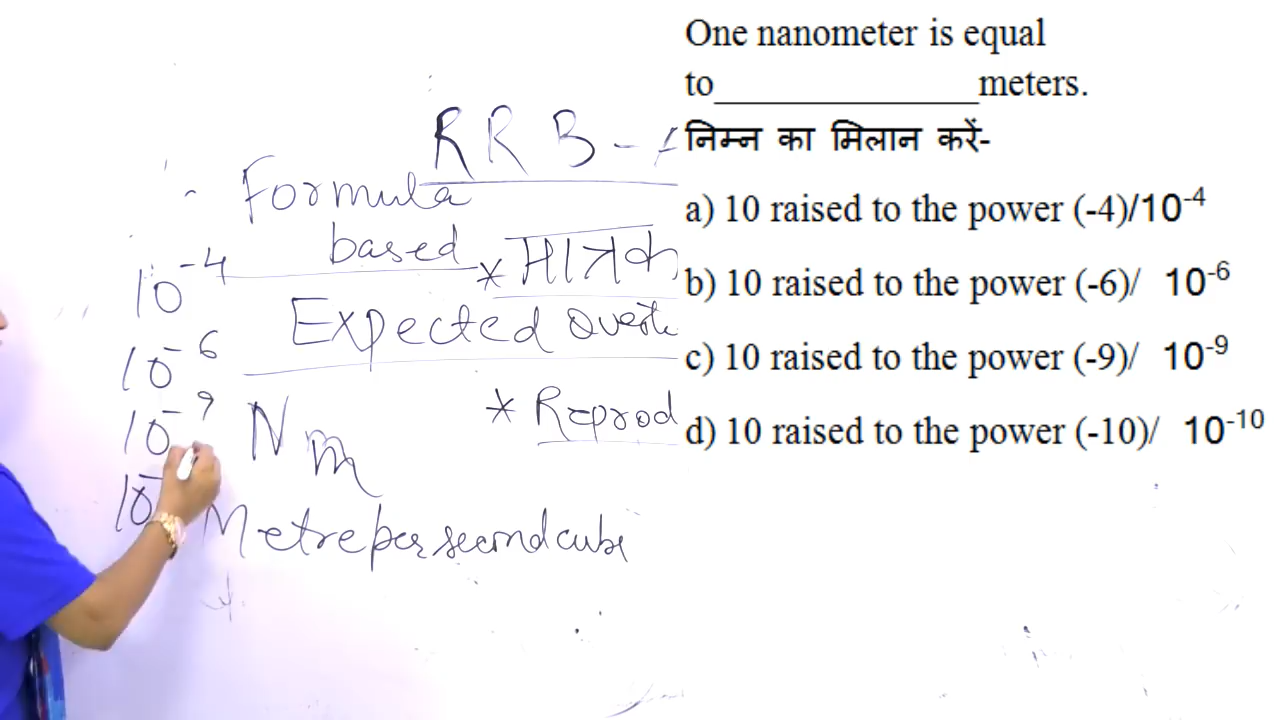 One nanometer is equal
to_______________meters.
निम्न का मिलान करें-
a) 10 raised to the power (-4)/10⁻⁴
b) 10 raised to the power (-6)/ 10⁻⁶
c) 10 raised to the power (-9)/ 10⁻⁹
d) 10 raised to the power (-10)/ 10⁻¹⁰
RRB -
Formula
based
Expected
* Reprod
10⁻⁴
10⁻⁶
10⁻⁹
10⁻
N m
Metre per second cube